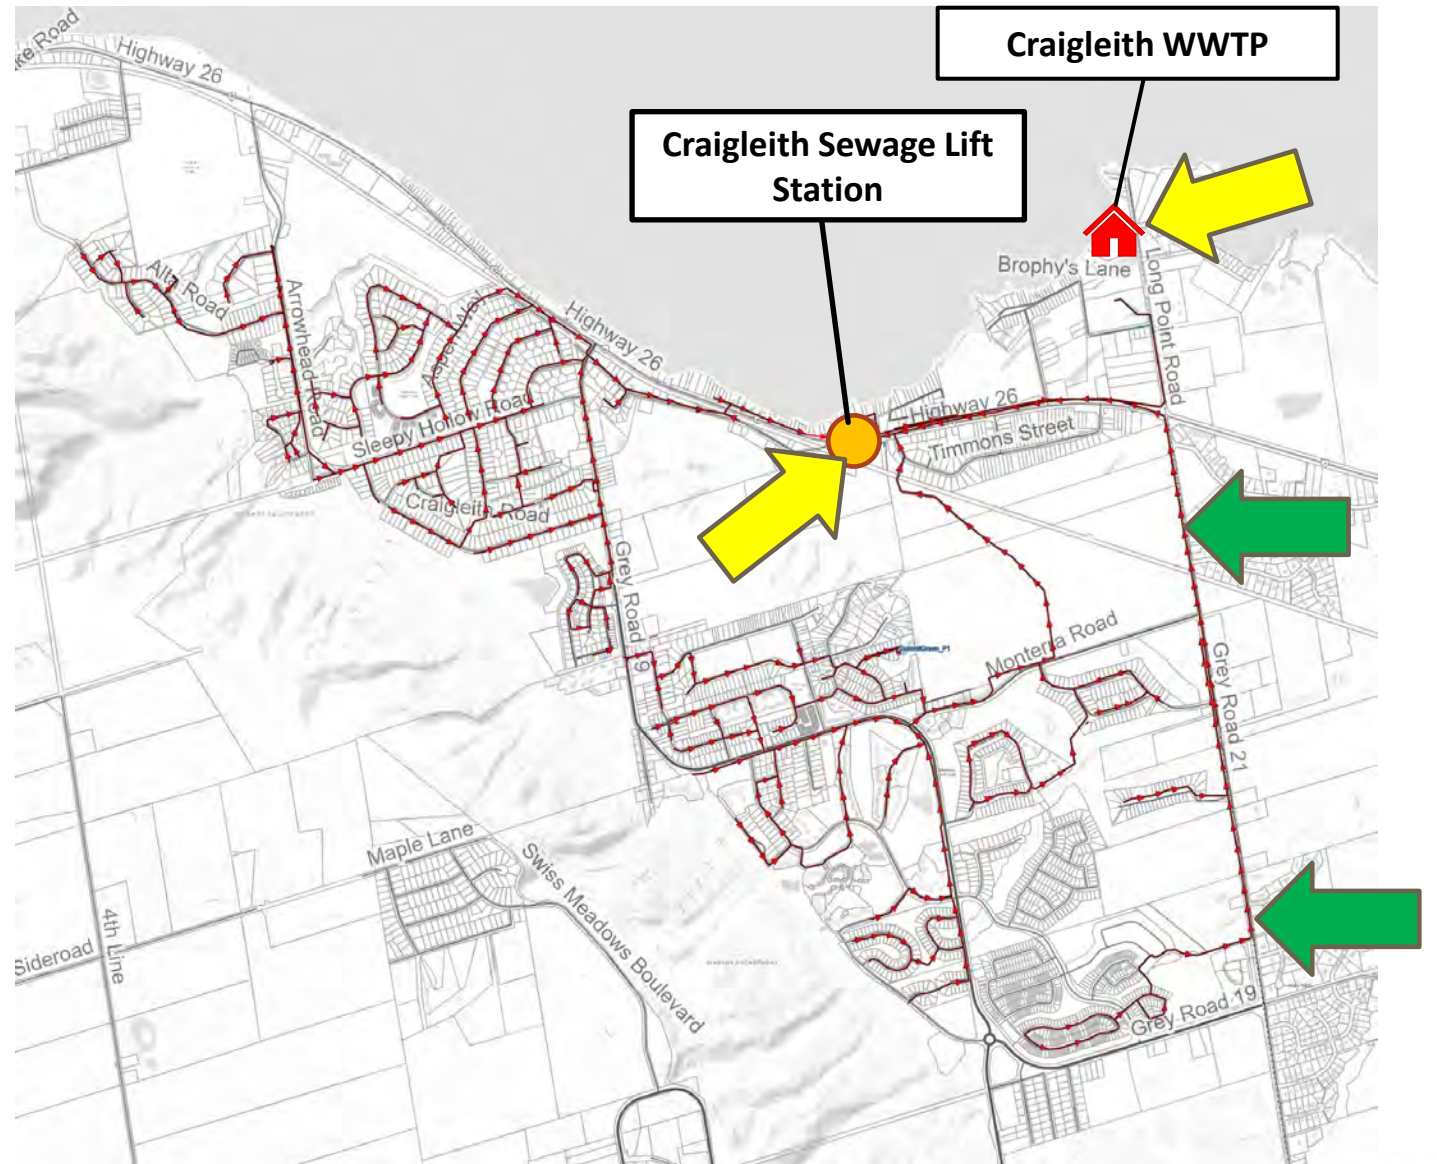 Craigleith WWTP
ke Road
Highway 26
Craigleith Sewage Lift
Station
Brophy's Lane
Long Point Road
Alta Road
Arrowhead Road
Highway 26
Sleepy Hollow Road
Highway 26
Timmons Street
Craigleith Road
Grey Road 19
Monterra Road
Grey Road 21
Maple Lane
Swiss Meadows Boulevard
4th Line
Sideroad
Grey Road 19